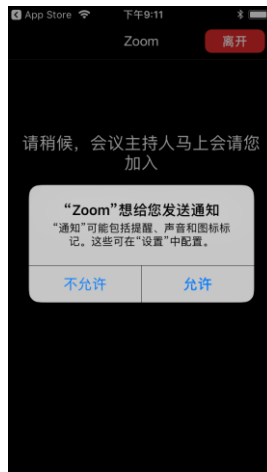 App Store 下午9:11
Zoom 离开
请稍候，会议主持人马上会请您
加入
“Zoom”想给您发送通知
“通知”可能包括提醒、声音和图标标
记。这些可在“设置”中配置。
不允许 允许